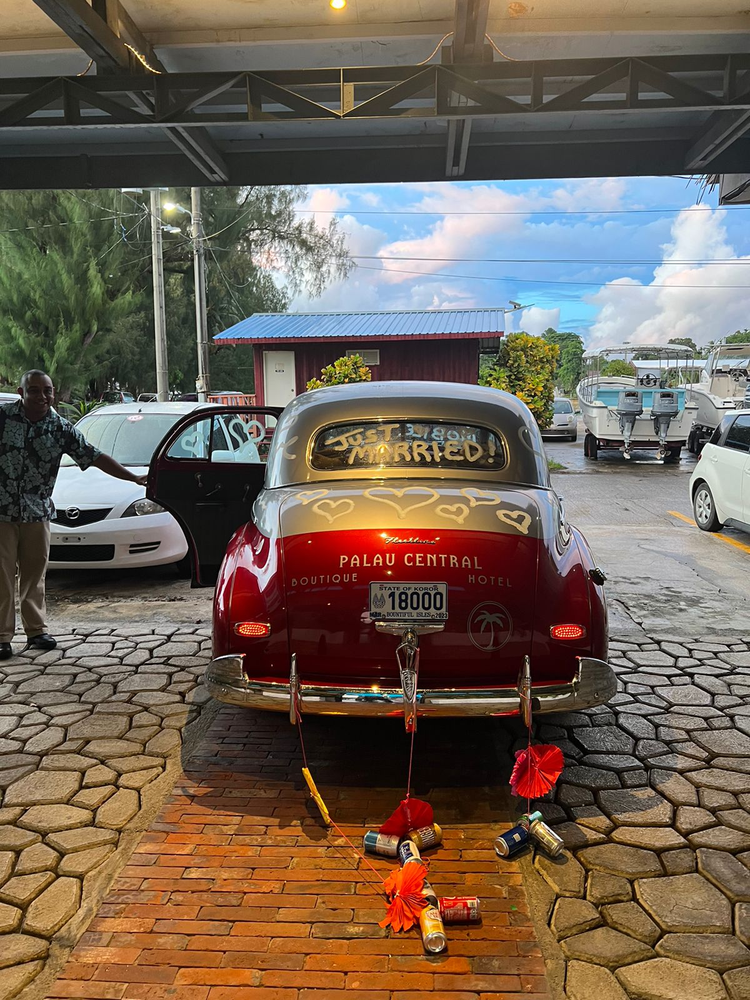 JUST
MARRIED!
Fleetline
PALAU CENTRAL
BOUTIQUE HOTEL
STATE OF KOROR
18000
MAR BOUNTIFUL ISLES 2023